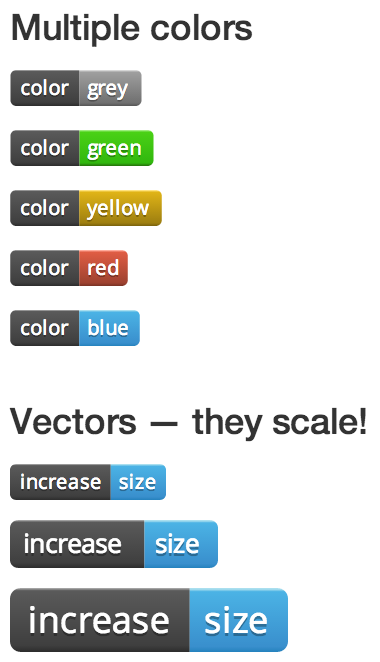 Multiple colors
color grey
color green
color yellow
color red
color blue
Vectors — they scale!
increase size
increase size
increase size